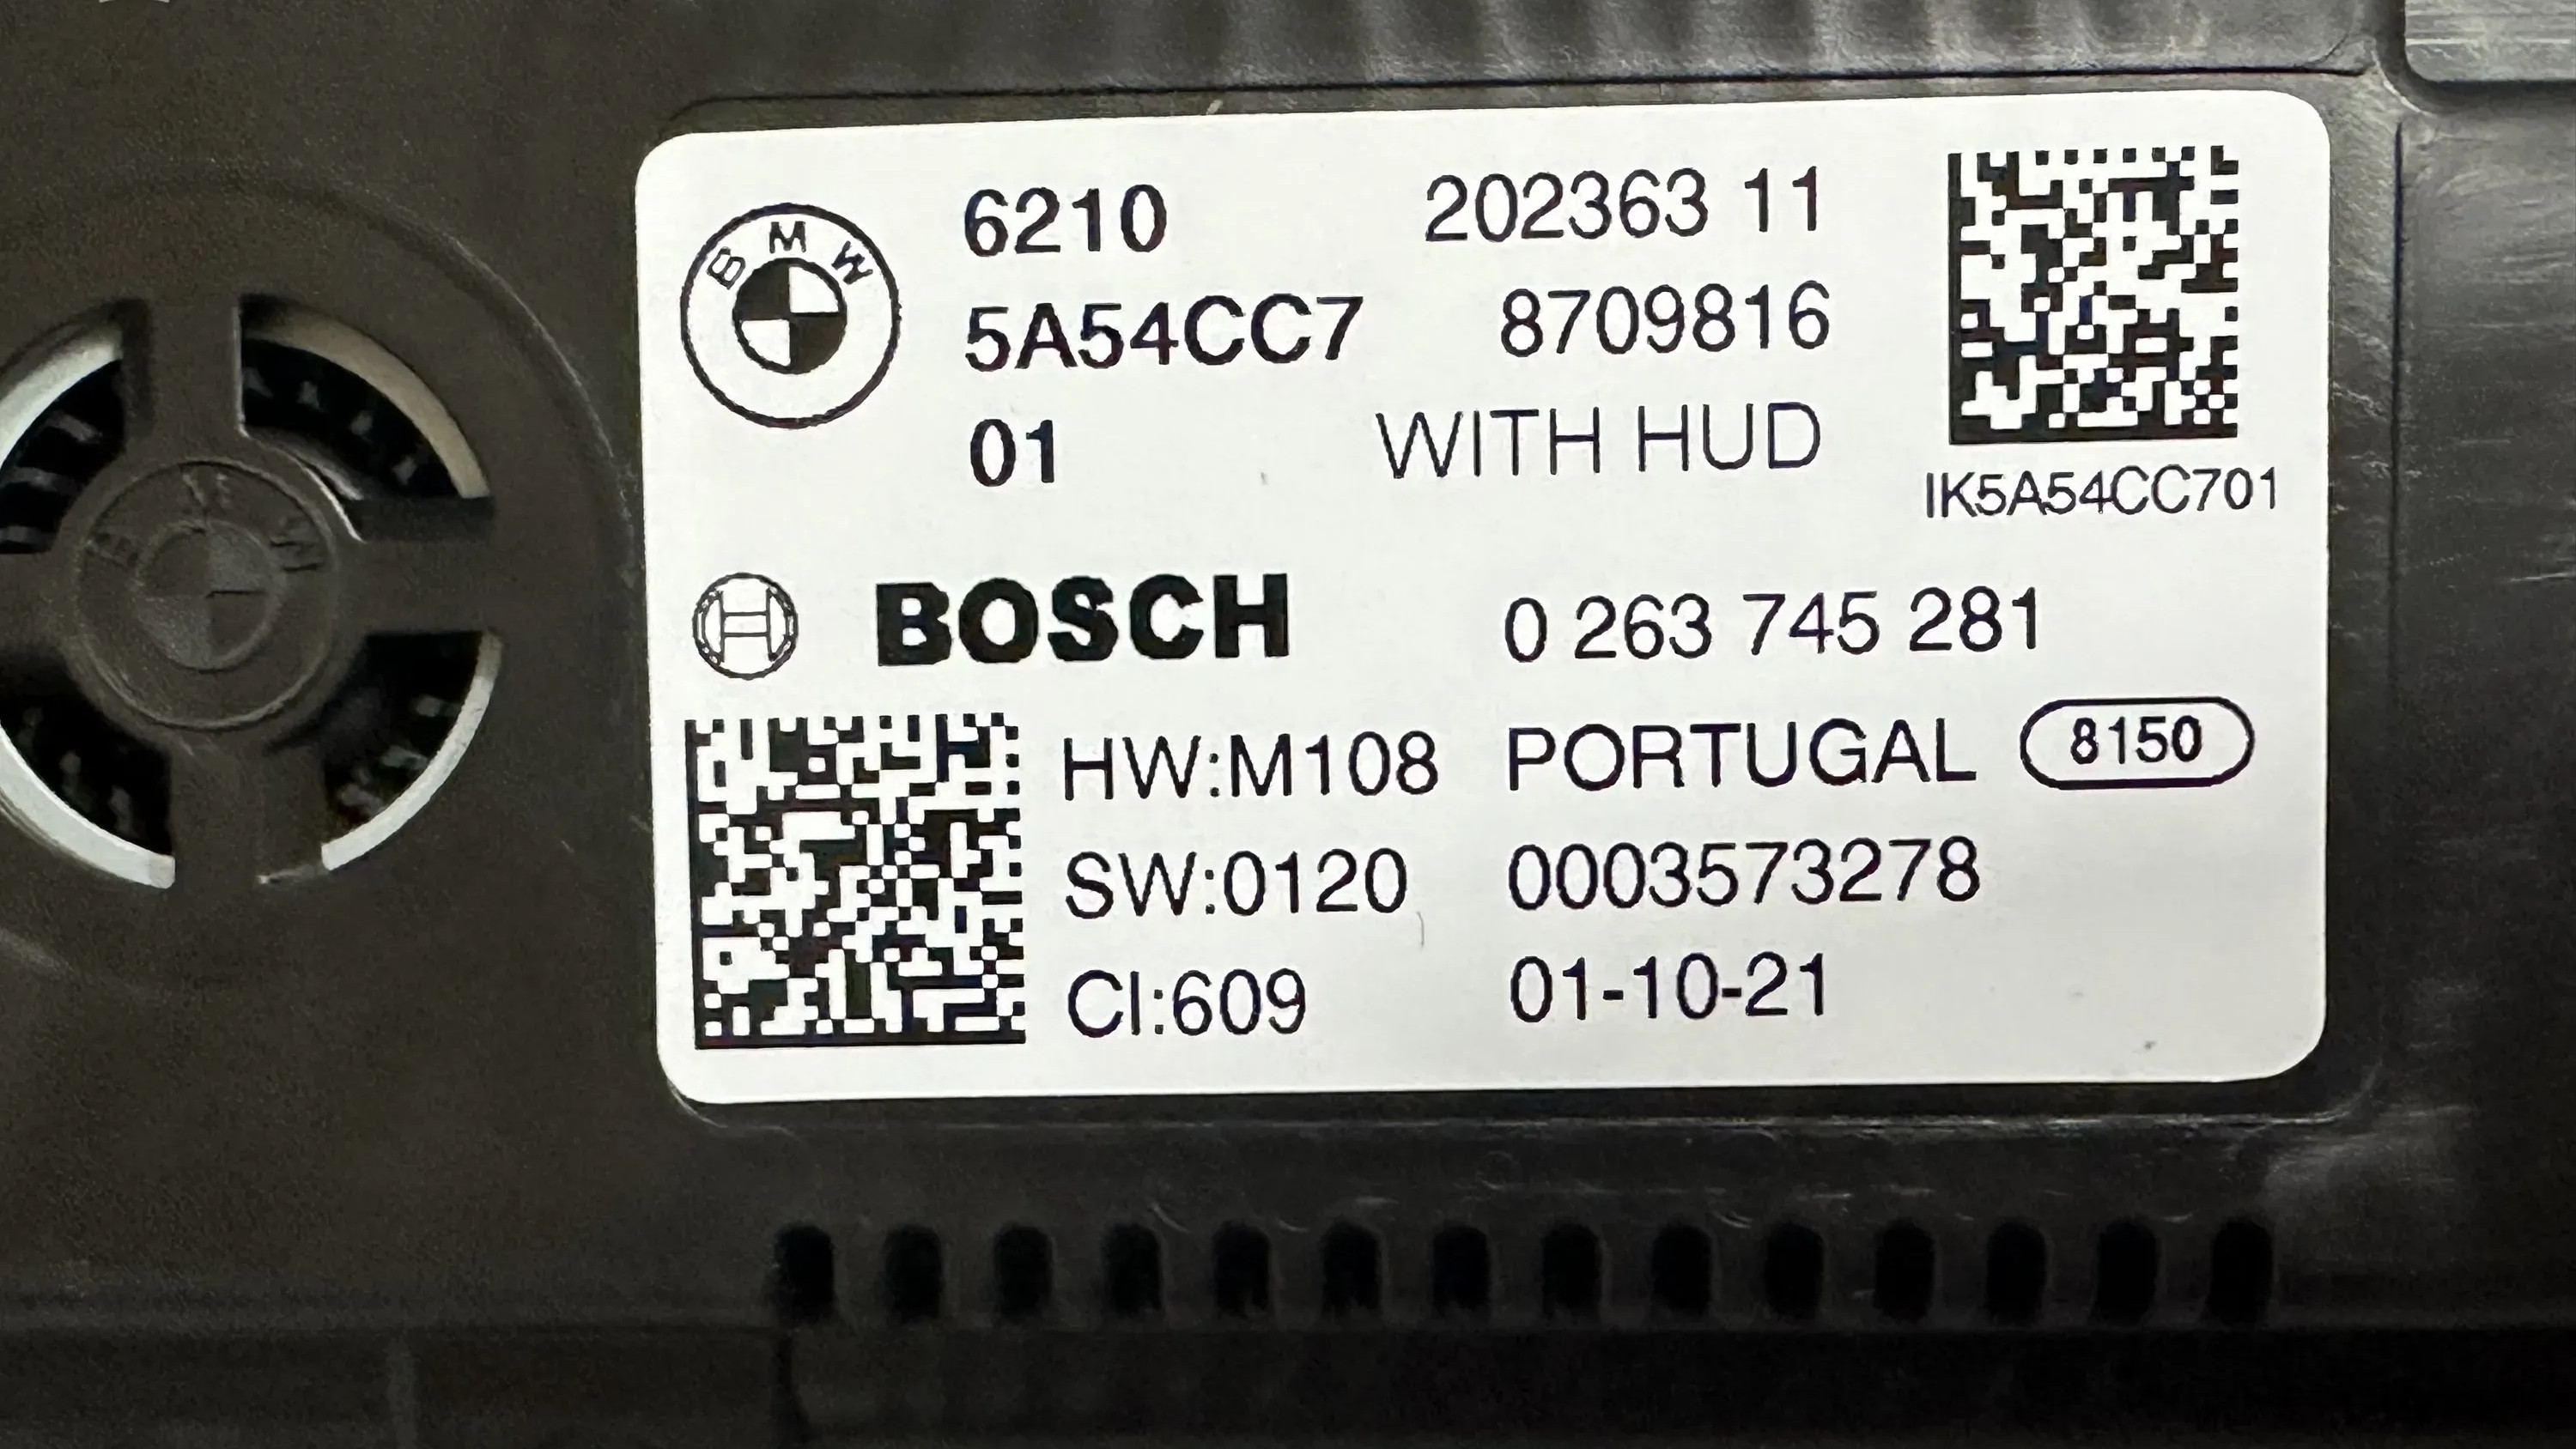 BMW
6210 202363 11
5A54CC7 8709816
01 WITH HUD
IK5A54CC701
BOSCH 0 263 745 281
HW:M108 PORTUGAL 8150
SW:0120 0003573278
CI:609 01-10-21
BMW